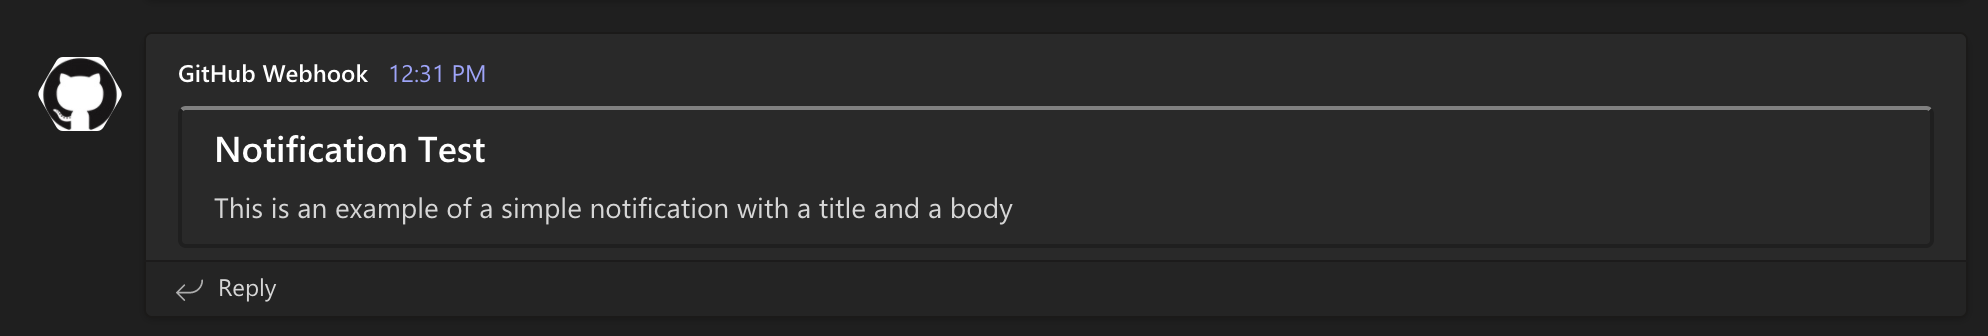 GitHub Webhook 12:31 PM
Notification Test
This is an example of a simple notification with a title and a body
Reply